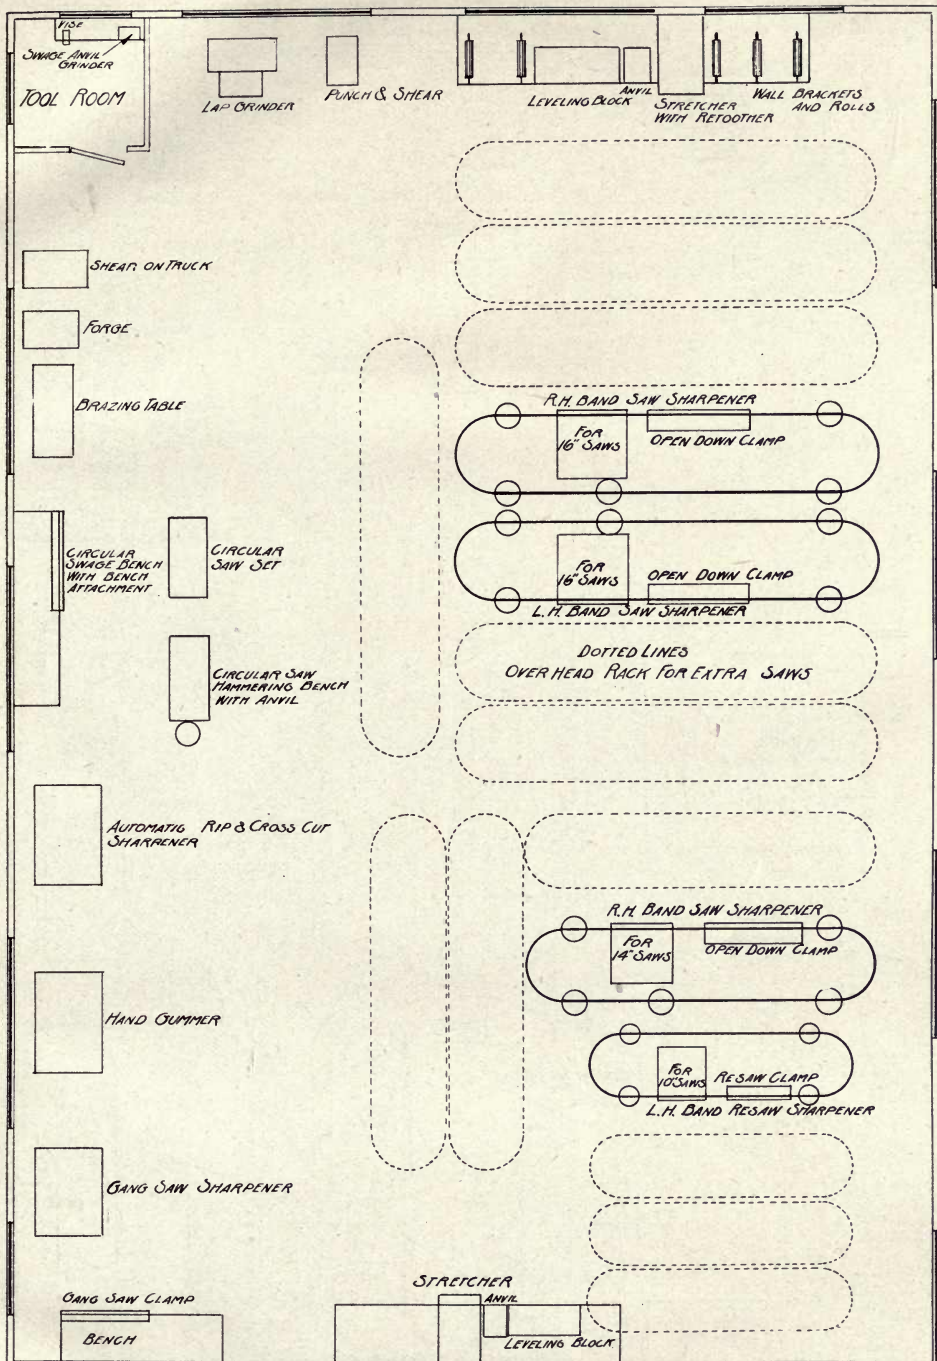 VISE
SWAGE ANVIL
GRINDER
TOOL ROOM
LAP GRINDER
PUNCH & SHEAR
LEVELING BLOCK
ANVIL
STRETCHER
WITH RETOOTHER
WALL BRACKETS
AND ROLLS
SHEAR ON TRUCK
FORGE
BRAZING TABLE
R.H. BAND SAW SHARPENER
FOR
16" SAWS
OPEN DOWN CLAMP
CIRCULAR
SWAGE BENCH
WITH BENCH
ATTACHMENT
CIRCULAR
SAW SET
FOR
16" SAWS
OPEN DOWN CLAMP
L.H. BAND SAW SHARPENER
DOTTED LINES
OVER HEAD RACK FOR EXTRA SAWS
CIRCULAIR SAW
HAMMERING BENCH
WITH ANVIL
AUTOMATIC RIP & CROSS CUT
SHARPENER
R.H. BAND SAW SHARPENER
FOR
14" SAWS
OPEN DOWN CLAMP
HAND GUMMER
FOR
10" SAWS
RESAW CLAMP
L.H. BAND RESAW SHARPENER
GANG SAW SHARPENER
GANG SAW CLAMP
BENCH
STRETCHER
ANVIL
LEVELING BLOCK